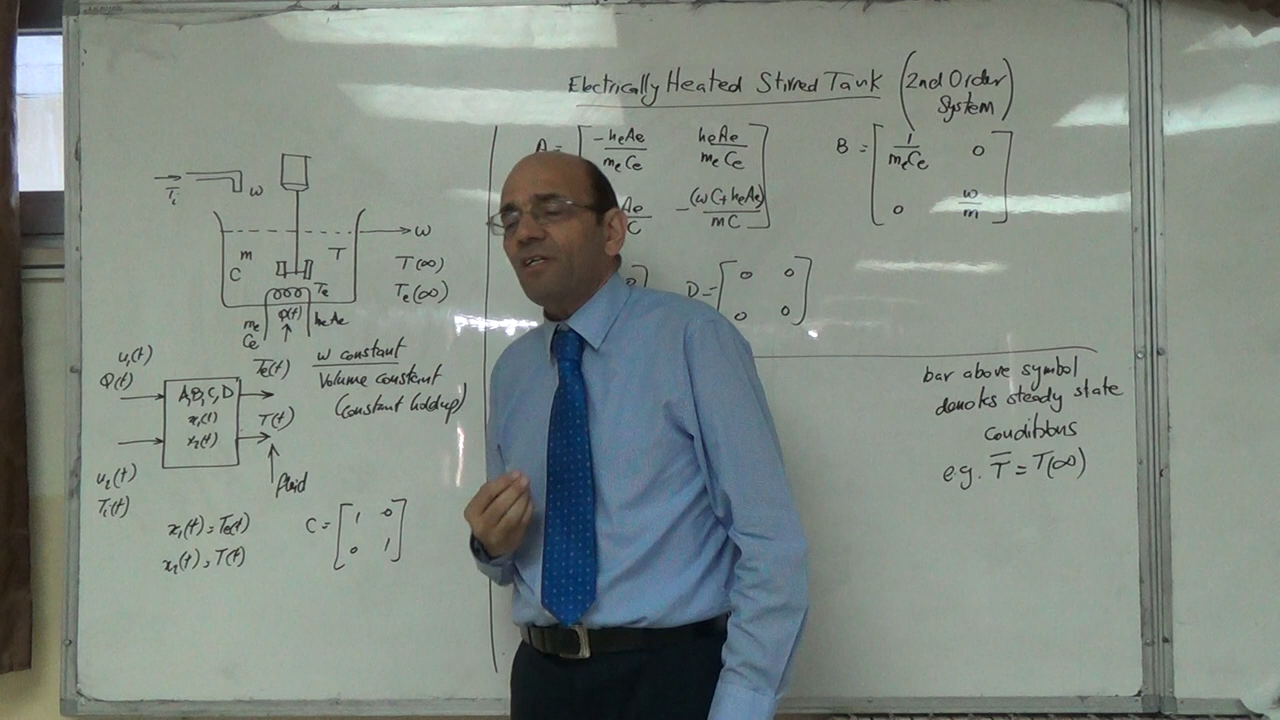 Electrically Heated Stirred Tank (2nd Order System)
A = [ -heAe/meCe heAe/meCe
Ae/C -(wC+heAe)/mC ]
B = [ 1/meCe 0
0 w/m ]
0 ]
D = [ 0 0
0 0 ]
Ti
w
w
m
C
T
Te
T(∞)
Te(∞)
Q(t)
me
Ce
heAe
w constant
Volume constant
(constant holdup)
u1(t)
Q(t)
A,B,C,D
x1(t)
x2(t)
Te(t)
T(t)
u2(t)
Ti(t)
fluid
x1(t) = Te(t)
x2(t) = T(t)
C = [ 1 0
0 1 ]
bar above symbol
denotes steady state
conditions
e.g. T̅ = T(∞)